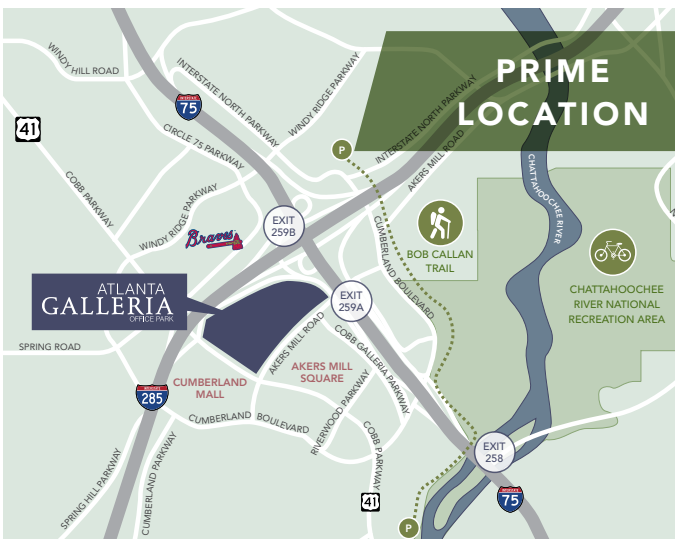 PRIME
LOCATION
WINDY HILL ROAD
INTERSTATE
75
INTERSTATE NORTH PARKWAY
WINDY RIDGE PARKWAY
41
CIRCLE 75 PARKWAY
P
INTERSTATE NORTH PARKWAY
AKERS MILL ROAD
CHATTAHOOCHEE RIVER
COBB PARKWAY
WINDY RIDGE PARKWAY
Braves
EXIT
259B
CUMBERLAND BOULEVARD
BOB CALLAN
TRAIL
CHATTAHOOCHEE
RIVER NATIONAL
RECREATION AREA
ATLANTA
GALLERIA
OFFICE PARK
EXIT
259A
SPRING ROAD
AKERS MILL ROAD
COBB GALLERIA PARKWAY
AKERS MILL
SQUARE
CUMBERLAND
MALL
INTERSTATE
285
CUMBERLAND BOULEVARD
RIVERWOOD PARKWAY
COBB PARKWAY
SPRING HILL PARKWAY
CUMBERLAND PARKWAY
EXIT
258
41
INTERSTATE
75
P